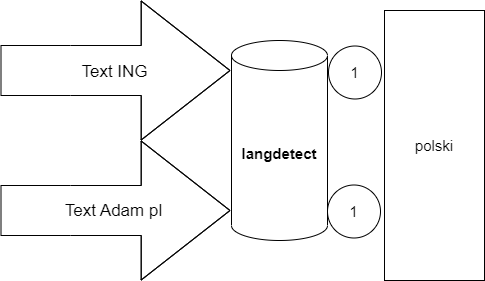 Text ING
1
langdetect
polski
Text Adam pl
1